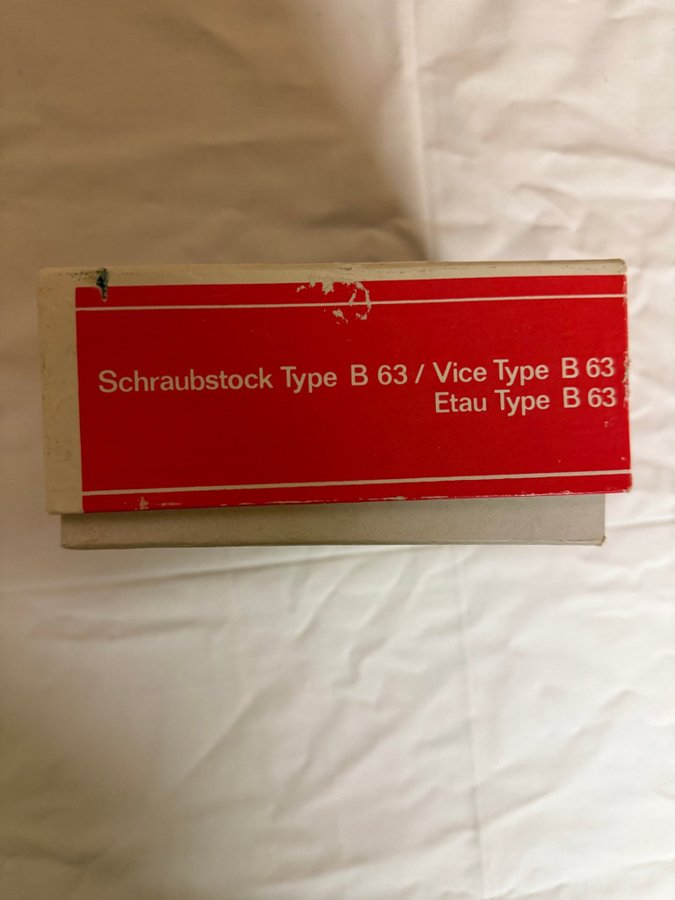 Schraubstock Type B 63 / Vice Type B 63
Etau Type B 63